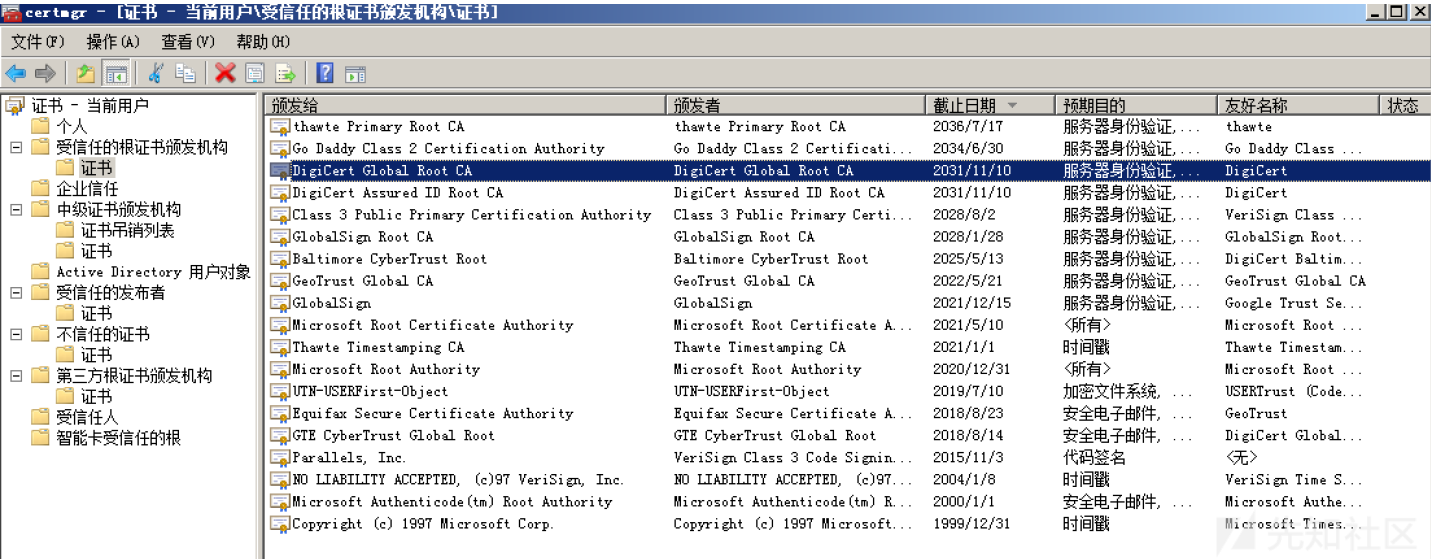 certmgr - [证书 - 当前用户\受信任的根证书颁发机构\证书]
文件(F) 操作(A) 查看(V) 帮助(H)
证书 - 当前用户
个人
受信任的根证书颁发机构
证书
企业信任
中级证书颁发机构
证书吊销列表
证书
Active Directory 用户对象
受信任的发布者
证书
不信任的证书
证书
第三方根证书颁发机构
证书
受信任人
智能卡受信任的根
颁发给 颁发者 截止日期 预期目的 友好名称 状态
thawte Primary Root CA thawte Primary Root CA 2036/7/17 服务器身份验证,... thawte
Go Daddy Class 2 Certification Authority Go Daddy Class 2 Certificati... 2034/6/30 服务器身份验证,... Go Daddy Class ...
DigiCert Global Root CA DigiCert Global Root CA 2031/11/10 服务器身份验证,... DigiCert
DigiCert Assured ID Root CA DigiCert Assured ID Root CA 2031/11/10 服务器身份验证,... DigiCert
Class 3 Public Primary Certification Authority Class 3 Public Primary Certi... 2028/8/2 服务器身份验证,... VeriSign Class ...
GlobalSign Root CA GlobalSign Root CA 2028/1/28 服务器身份验证,... GlobalSign Root...
Baltimore CyberTrust Root Baltimore CyberTrust Root 2025/5/13 服务器身份验证,... DigiCert Baltim...
GeoTrust Global CA GeoTrust Global CA 2022/5/21 服务器身份验证,... GeoTrust Global CA
GlobalSign GlobalSign 2021/12/15 服务器身份验证,... Google Trust Se...
Microsoft Root Certificate Authority Microsoft Root Certificate A... 2021/5/10 <所有> Microsoft Root ...
Thawte Timestamping CA Thawte Timestamping CA 2021/1/1 时间戳 Thawte Timestam...
Microsoft Root Authority Microsoft Root Authority 2020/12/31 <所有> Microsoft Root ...
UTN-USERFirst-Object UTN-USERFirst-Object 2019/7/10 加密文件系统, ... USERTrust (Code...
Equifax Secure Certificate Authority Equifax Secure Certificate A... 2018/8/23 安全电子邮件, ... GeoTrust
GTE CyberTrust Global Root GTE CyberTrust Global Root 2018/8/14 安全电子邮件, ... DigiCert Global...
Parallels, Inc. VeriSign Class 3 Code Signin... 2015/11/3 代码签名 <无>
NO LIABILITY ACCEPTED, (c)97 VeriSign, Inc. NO LIABILITY ACCEPTED, (c)97... 2004/1/8 时间戳 VeriSign Time S...
Microsoft Authenticode(tm) Root Authority Microsoft Authenticode(tm) R... 2000/1/1 安全电子邮件, ... Microsoft Authe...
Copyright (c) 1997 Microsoft Corp. Copyright (c) 1997 Microsoft... 1999/12/31 时间戳 Microsoft Times...
先知社区